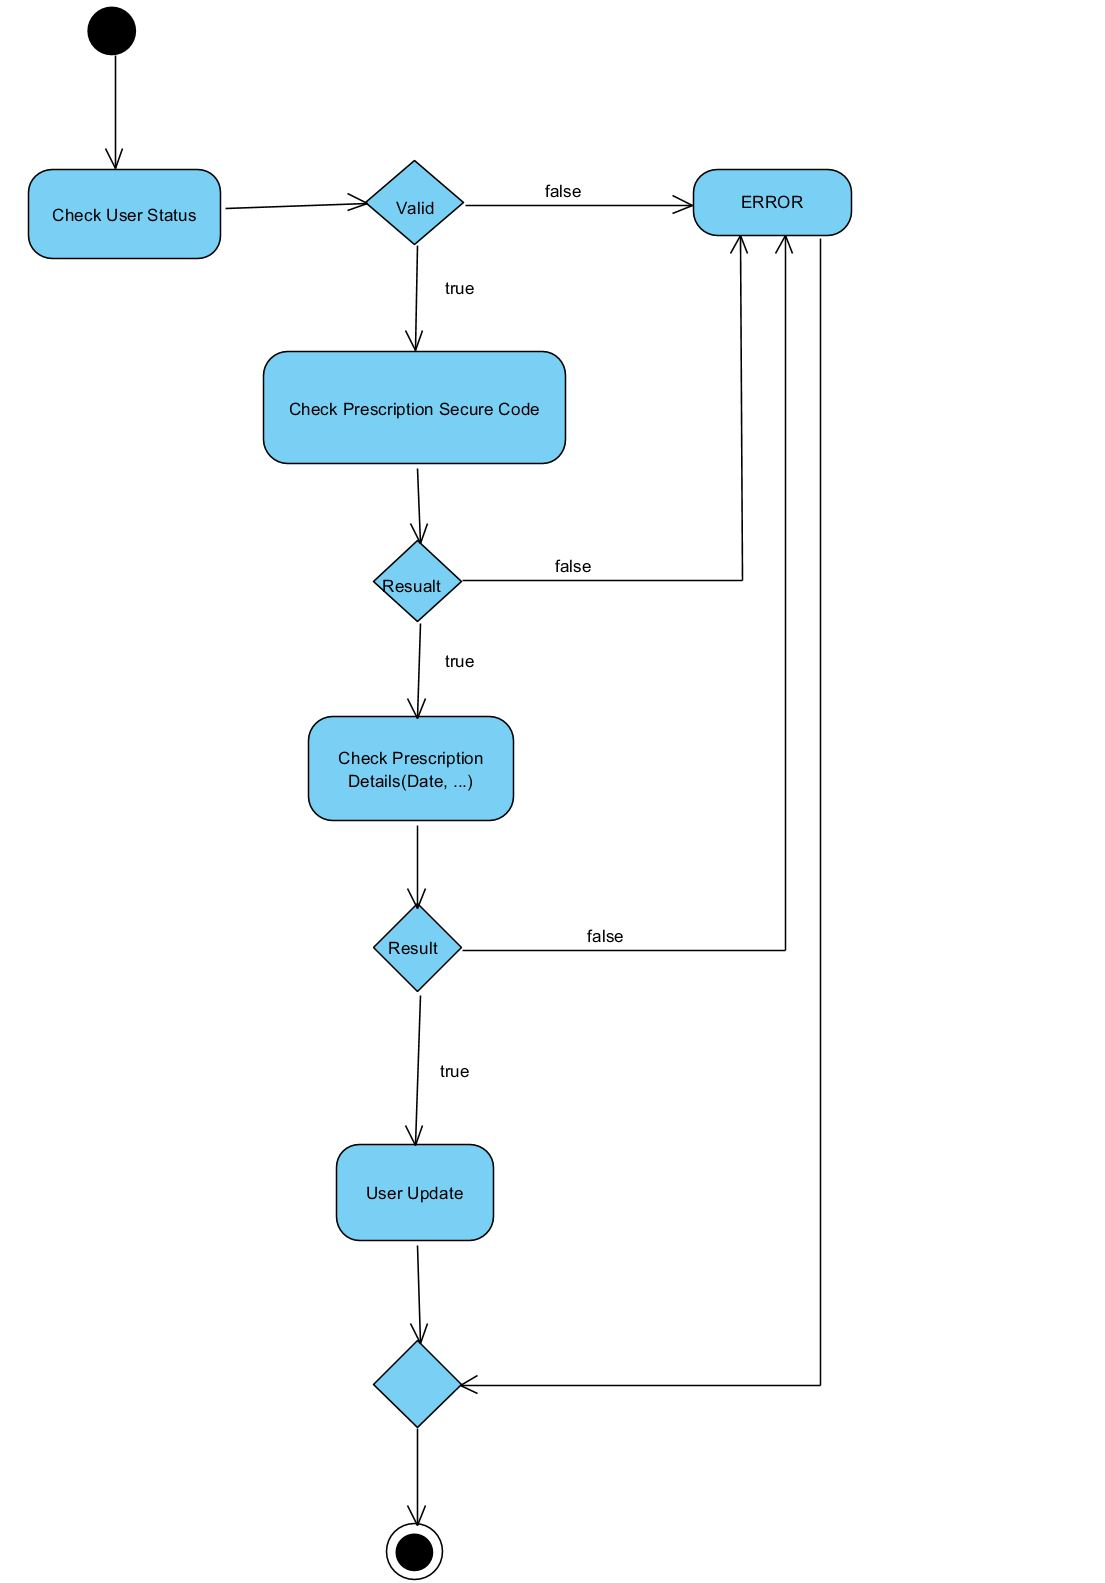 Check User Status
Valid
false
ERROR
true
Check Prescription Secure Code
Resualt
false
true
Check Prescription
Details(Date, ...)
Result
false
true
User Update